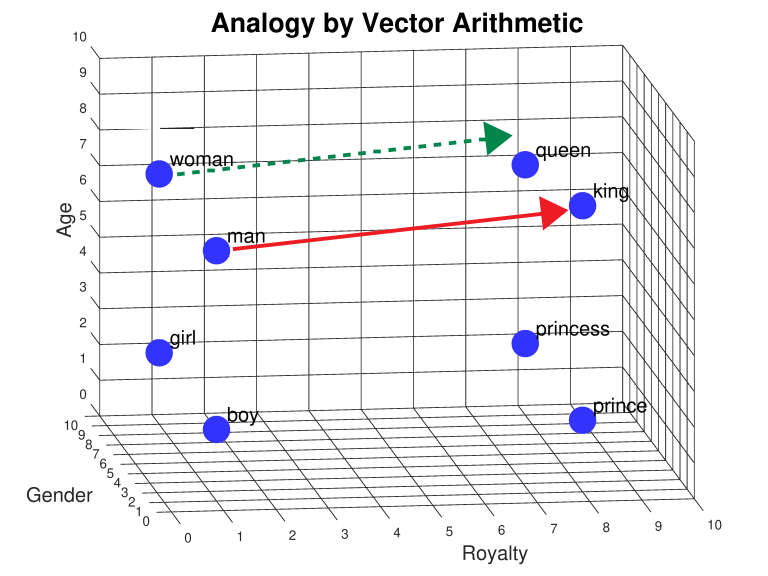 Analogy by Vector Arithmetic
10
9
8
7
6
5
4
3
2
1
0
Age
woman
queen
king
man
girl
princess
boy
prince
10
9
8
7
6
5
4
3
2
1
0
Gender
0
1
2
3
4
5
6
7
8
9
10
Royalty